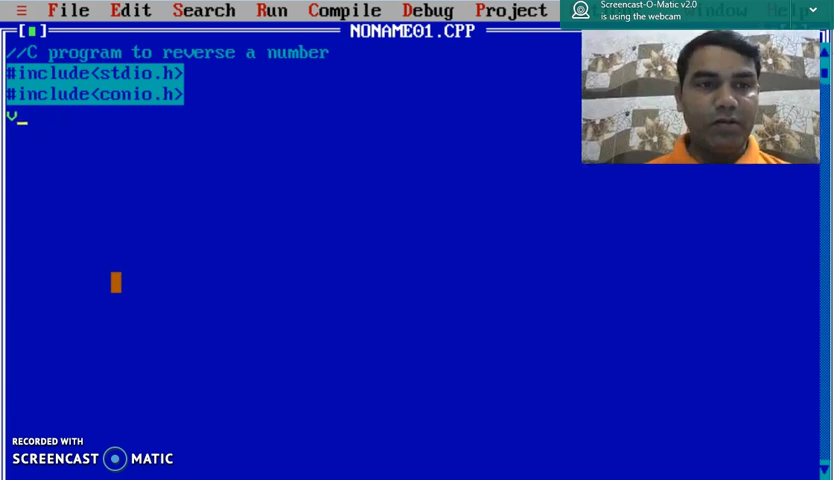 ≡ File Edit Search Run Compile Debug Project
Screencast-O-Matic v2.0
is using the webcam
NONAME01.CPP
//C program to reverse a number
#include<stdio.h>
#include<conio.h>
v_
RECORDED WITH
SCREENCAST MATIC